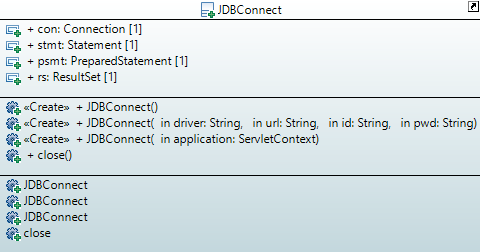 JDBConnect
+ con: Connection [1]
+ stmt: Statement [1]
+ psmt: PreparedStatement [1]
+ rs: ResultSet [1]
«Create» + JDBConnect()
«Create» + JDBConnect( in driver: String, in url: String, in id: String, in pwd: String)
«Create» + JDBConnect( in application: ServletContext)
+ close()
JDBConnect
JDBConnect
JDBConnect
close